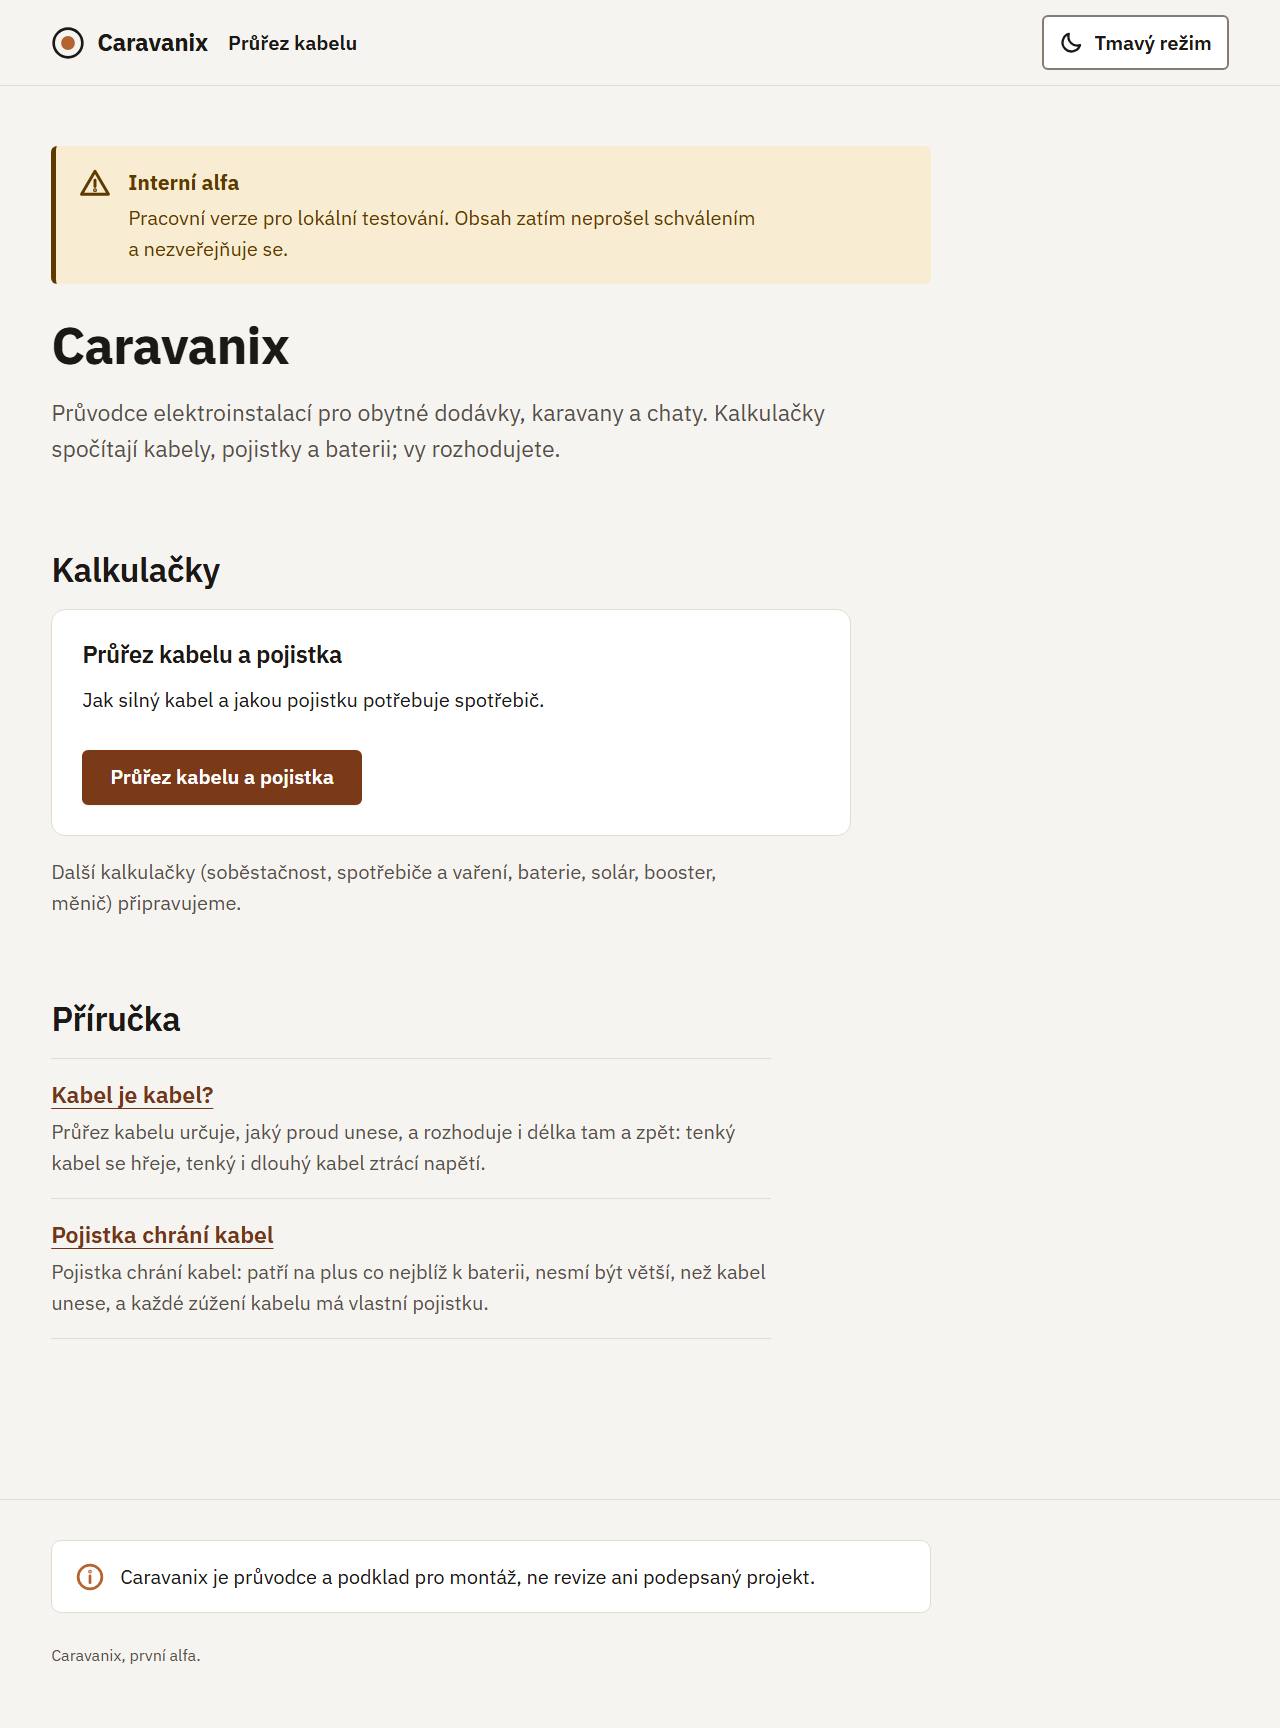 Caravanix Průřez kabelu Tmavý režim
Interní alfa
Pracovní verze pro lokální testování. Obsah zatím neprošel schválením
a nezveřejňuje se.
Caravanix
Průvodce elektroinstalací pro obytné dodávky, karavany a chaty. Kalkulačky
spočítají kabely, pojistky a baterii; vy rozhodujete.
Kalkulačky
Průřez kabelu a pojistka
Jak silný kabel a jakou pojistku potřebuje spotřebič.
Průřez kabelu a pojistka
Další kalkulačky (soběstačnost, spotřebiče a vaření, baterie, solár, booster,
měnič) připravujeme.
Příručka
Kabel je kabel?
Průřez kabelu určuje, jaký proud unese, a rozhoduje i délka tam a zpět: tenký
kabel se hřeje, tenký i dlouhý kabel ztrácí napětí.
Pojistka chrání kabel
Pojistka chrání kabel: patří na plus co nejblíž k baterii, nesmí být větší, než kabel
unese, a každé zúžení kabelu má vlastní pojistku.
Caravanix je průvodce a podklad pro montáž, ne revize ani podepsaný projekt.
Caravanix, první alfa.